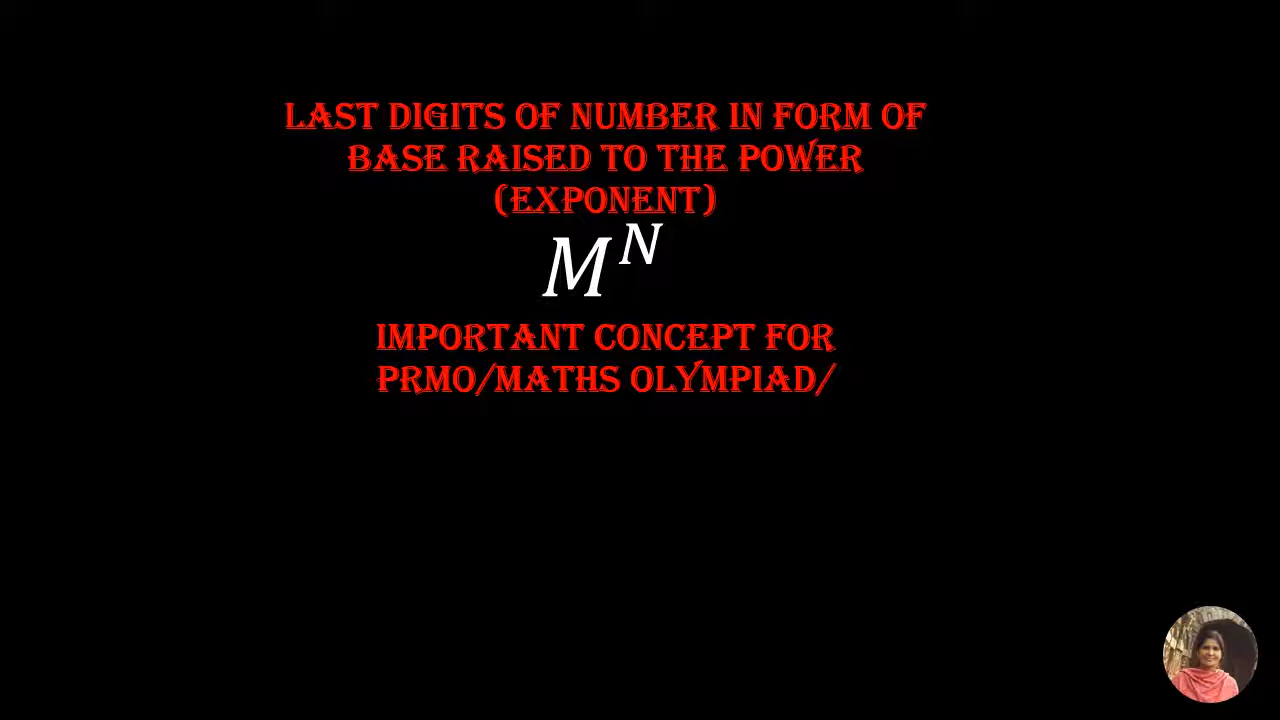 LAST DIGITS OF NUMBER IN FORM OF
BASE RAISED TO THE POWER
(EXPONENT)
M^N
IMPORTANT CONCEPT FOR
PRMO/MATHS OLYMPIAD/